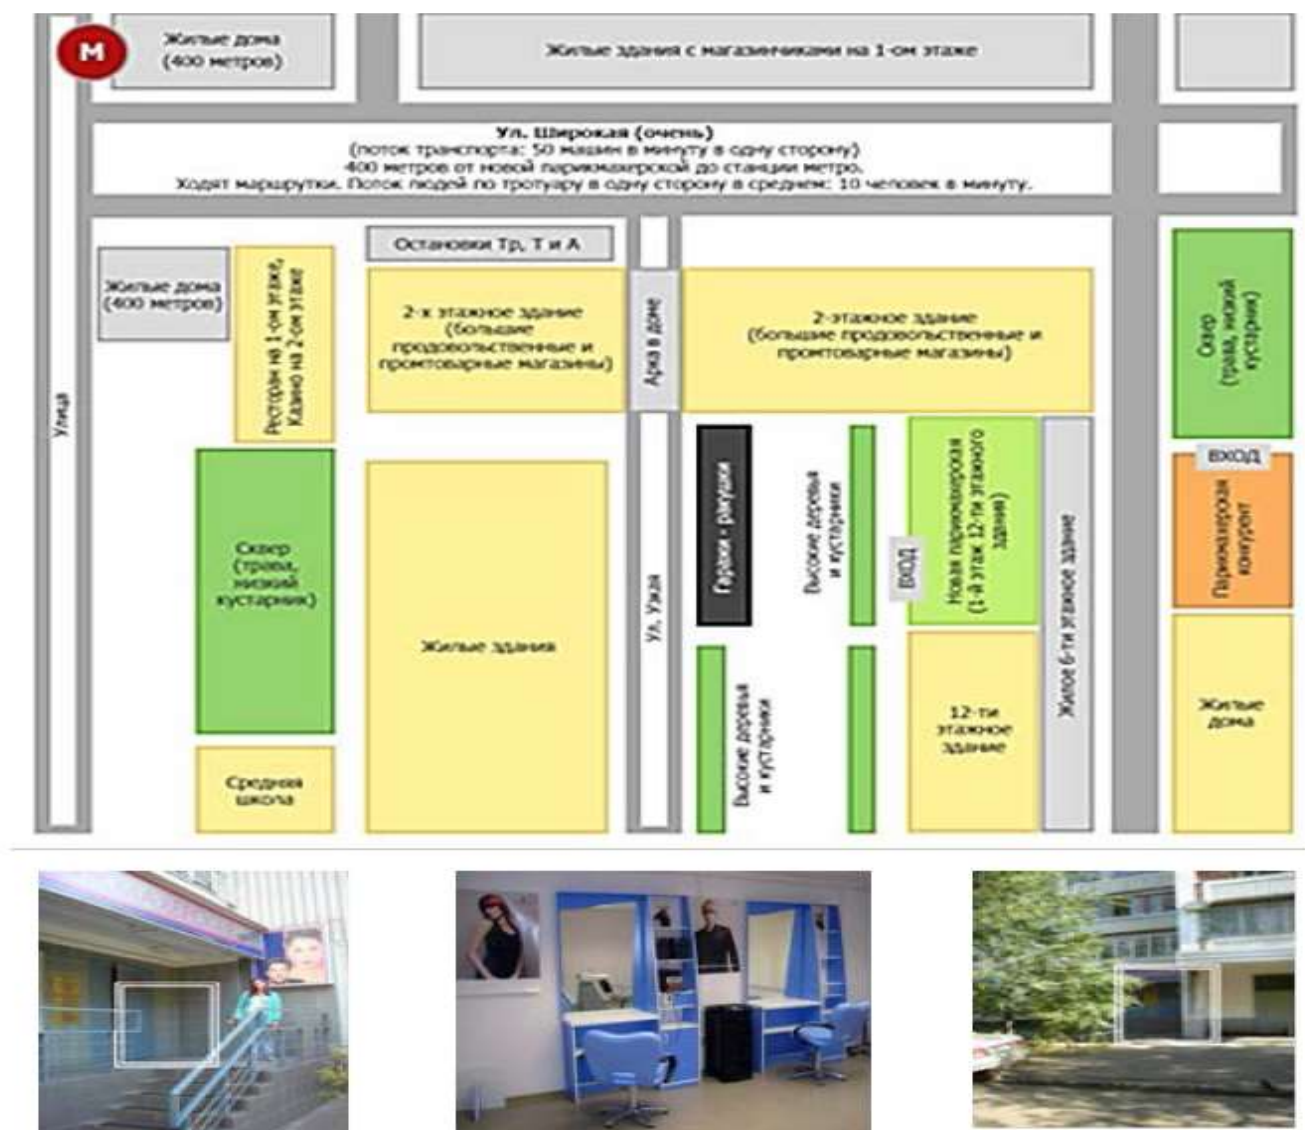 М
Жилые дома
(400 метров)
Жилые здания с магазинчиками на 1-ом этаже
Ул. Широкая (очень)
(поток транспорта: 50 машин в минуту в одну сторону)
400 метров от новой парикмахерской до станции метро.
Ходят маршрутки. Поток людей по тротуару в одну сторону в среднем: 10 человек в минуту.
Остановки Тр, Т и А
Жилые дома
(400 метров)
Ресторан на 1-ом этаже,
Казино на 2-ом этаже
2-х этажное здание
(большие
продовольственные и
промтоварные магазины)
Арка в доме
2-этажное здание
(большие продовольственные и
промтоварные магазины)
Сквер
(трава, низкий
кустарник)
Улица
Сквер
(трава,
низкий
кустарник)
Жилые здания
Ул. Узкая
Гаражи - ракушки
Высокие деревья
и кустарники
ВХОД
Новая парикмахерская
(1-й этаж 12-ти этажного
здания)
Жилое 6-ти этажное здание
ВХОД
Парикмахерская
конкурент
Средняя
школа
Высокие деревья
и кустарники
12-ти
этажное
здание
Жилые
дома